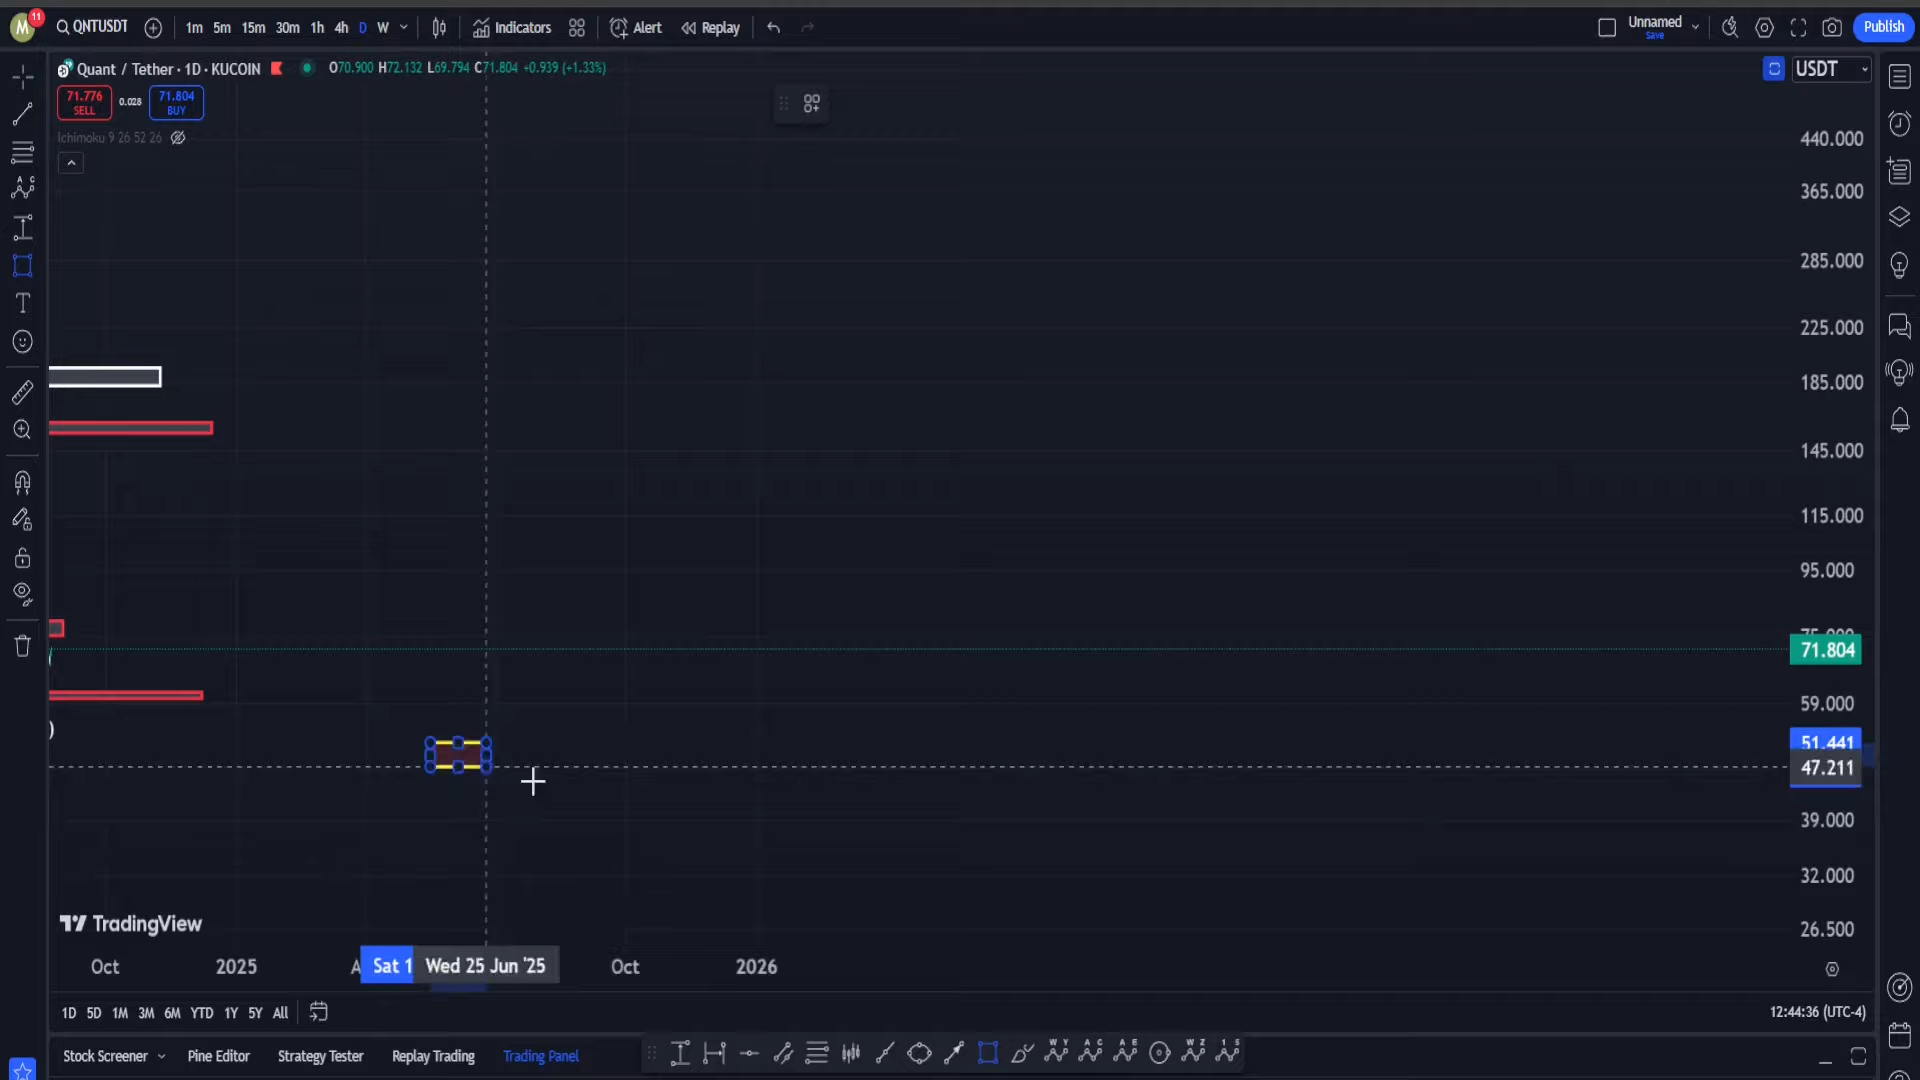 M 11 QNTUSDT 1m 5m 15m 30m 1h 4h D W Indicators Alert Replay Unnamed Save Publish
Quant / Tether · 1D · KUCOIN O70.900 H72.132 L69.794 C71.804 +0.939 (+1.33%) USDT
71.776 SELL 0.028 71.804 BUY
Ichimoku 9 26 52 26
440.000
365.000
285.000
225.000
185.000
145.000
115.000
95.000
75.000
71.804
59.000
51.441
47.211
39.000
32.000
26.500
TradingView
Oct 2025 A Sat 1 Wed 25 Jun '25 Oct 2026
1D 5D 1M 3M 6M YTD 1Y 5Y All 12:44:36 (UTC-4)
Stock Screener Pine Editor Strategy Tester Replay Trading Trading Panel